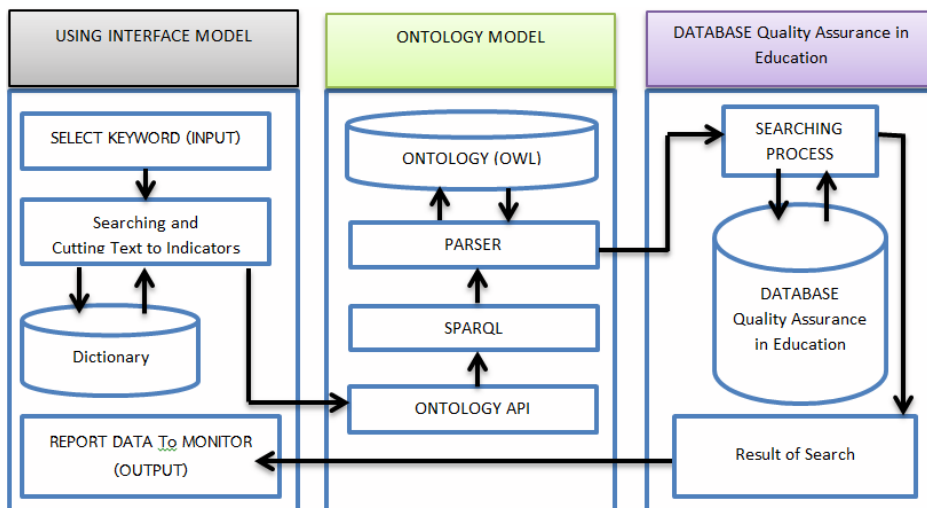 USING INTERFACE MODEL
SELECT KEYWORD (INPUT)
Searching and
Cutting Text to Indicators
Dictionary
REPORT DATA To MONITOR
(OUTPUT)
ONTOLOGY MODEL
ONTOLOGY (OWL)
PARSER
SPARQL
ONTOLOGY API
DATABASE Quality Assurance in
Education
SEARCHING
PROCESS
DATABASE
Quality Assurance
in Education
Result of Search